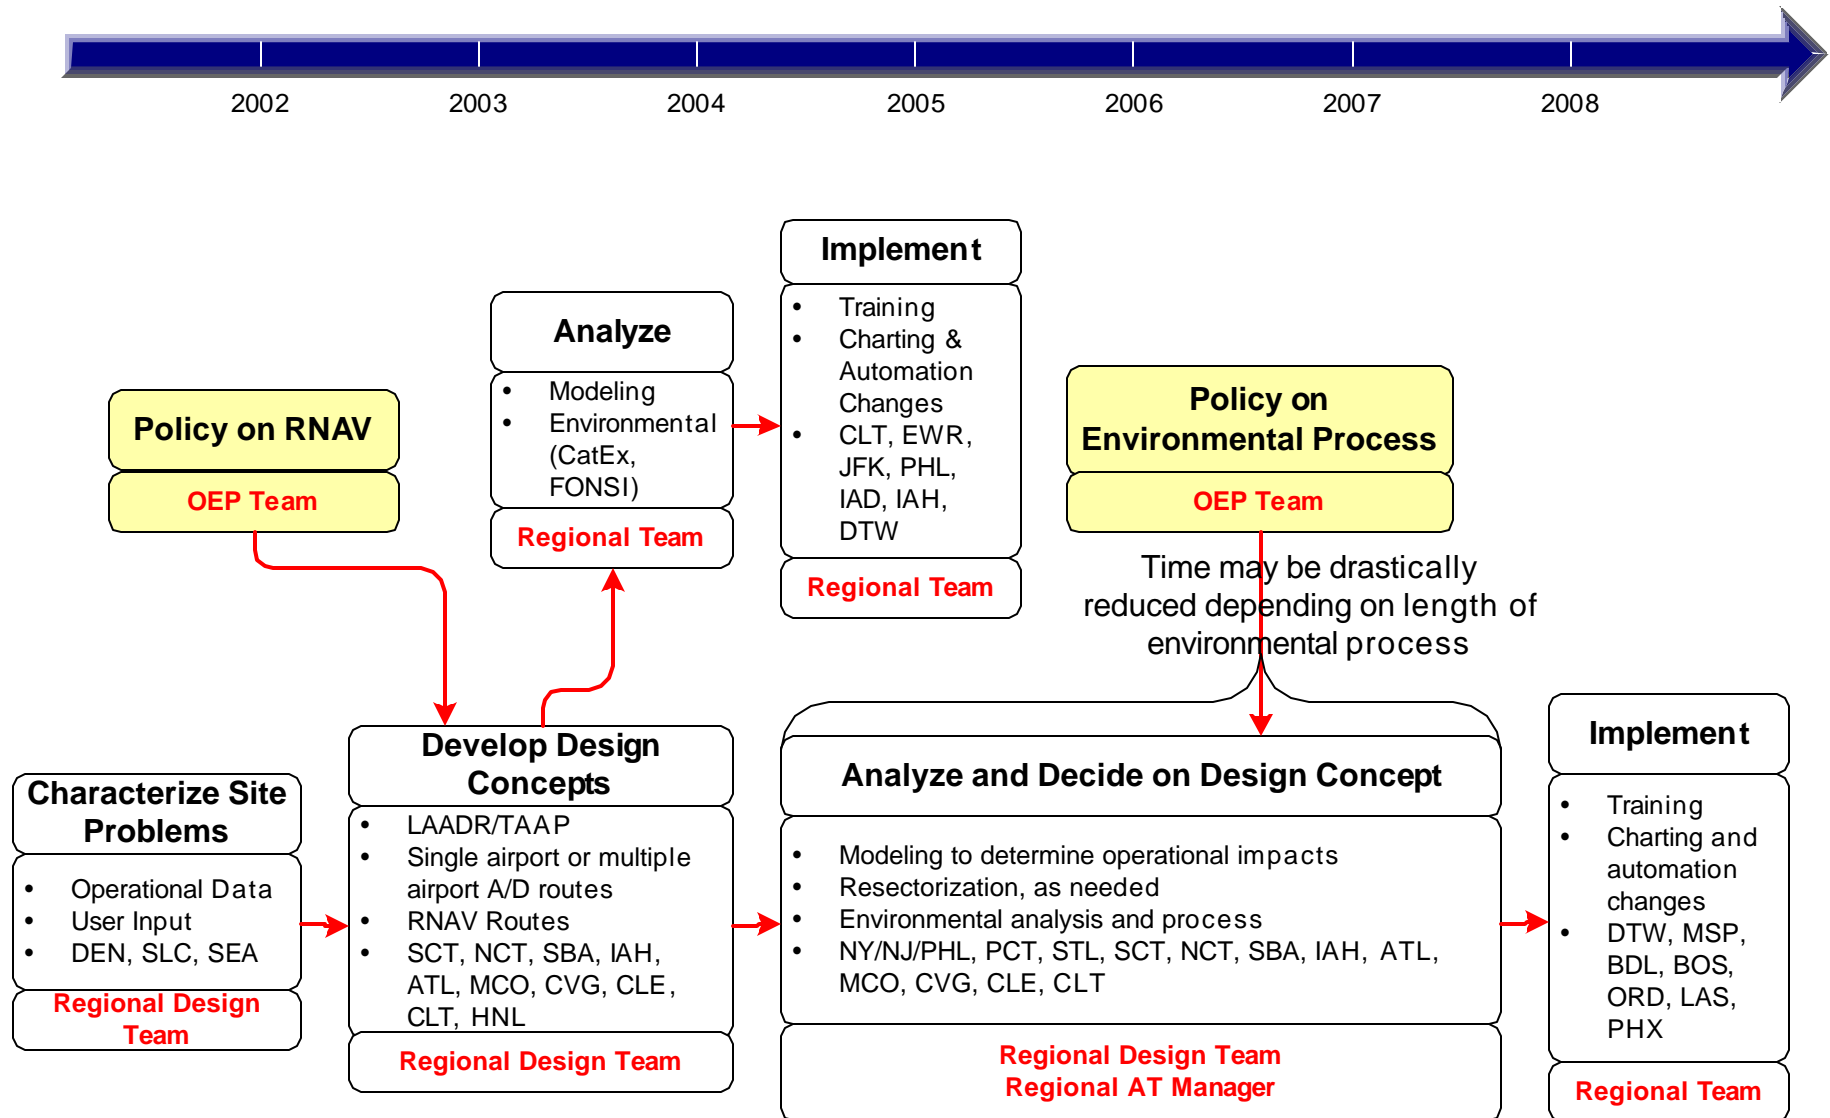 2002 2003 2004 2005 2006 2007 2008
Implement
• Training
• Charting &
Automation
Changes
• CLT, EWR,
JFK, PHL,
IAD, IAH,
DTW
Regional Team
Analyze
• Modeling
• Environmental
(CatEx,
FONSI)
Regional Team
Policy on RNAV
OEP Team
Policy on
Environmental Process
OEP Team
Time may be drastically
reduced depending on length of
environmental process
Characterize Site
Problems
• Operational Data
• User Input
• DEN, SLC, SEA
Regional Design
Team
Develop Design
Concepts
• LAADR/TAAP
• Single airport or multiple
airport A/D routes
• RNAV Routes
• SCT, NCT, SBA, IAH,
ATL, MCO, CVG, CLE,
CLT, HNL
Regional Design Team
Analyze and Decide on Design Concept
• Modeling to determine operational impacts
• Resectorization, as needed
• Environmental analysis and process
• NY/NJ/PHL, PCT, STL, SCT, NCT, SBA, IAH, ATL,
MCO, CVG, CLE, CLT
Regional Design Team
Regional AT Manager
Implement
• Training
• Charting and
automation
changes
• DTW, MSP,
BDL, BOS,
ORD, LAS,
PHX
Regional Team